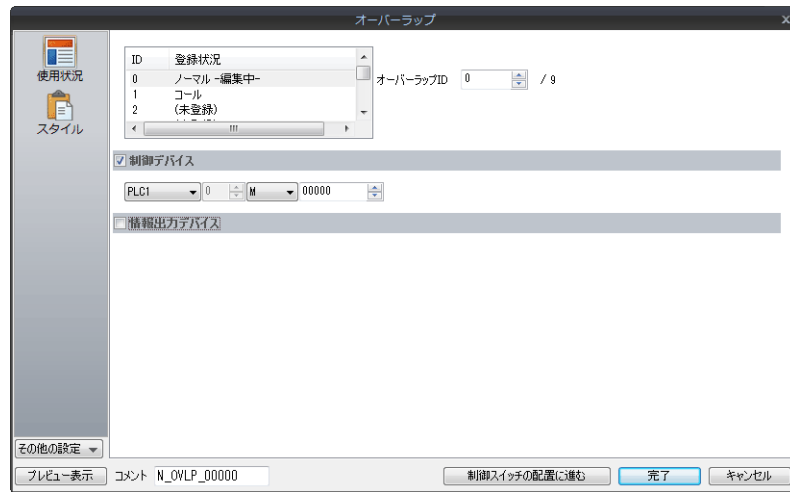 オーバーラップ x
使用状況
スタイル
ID 登録状況
0 ノーマル -編集中-
1 コール
2 (未登録)
オーバーラップID 0 / 9
制御デバイス
PLC1 0 M 00000
情報出力デバイス
その他の設定
プレビュー表示 コメント N_OVLP_00000 制御スイッチの配置に進む 完了 キャンセル